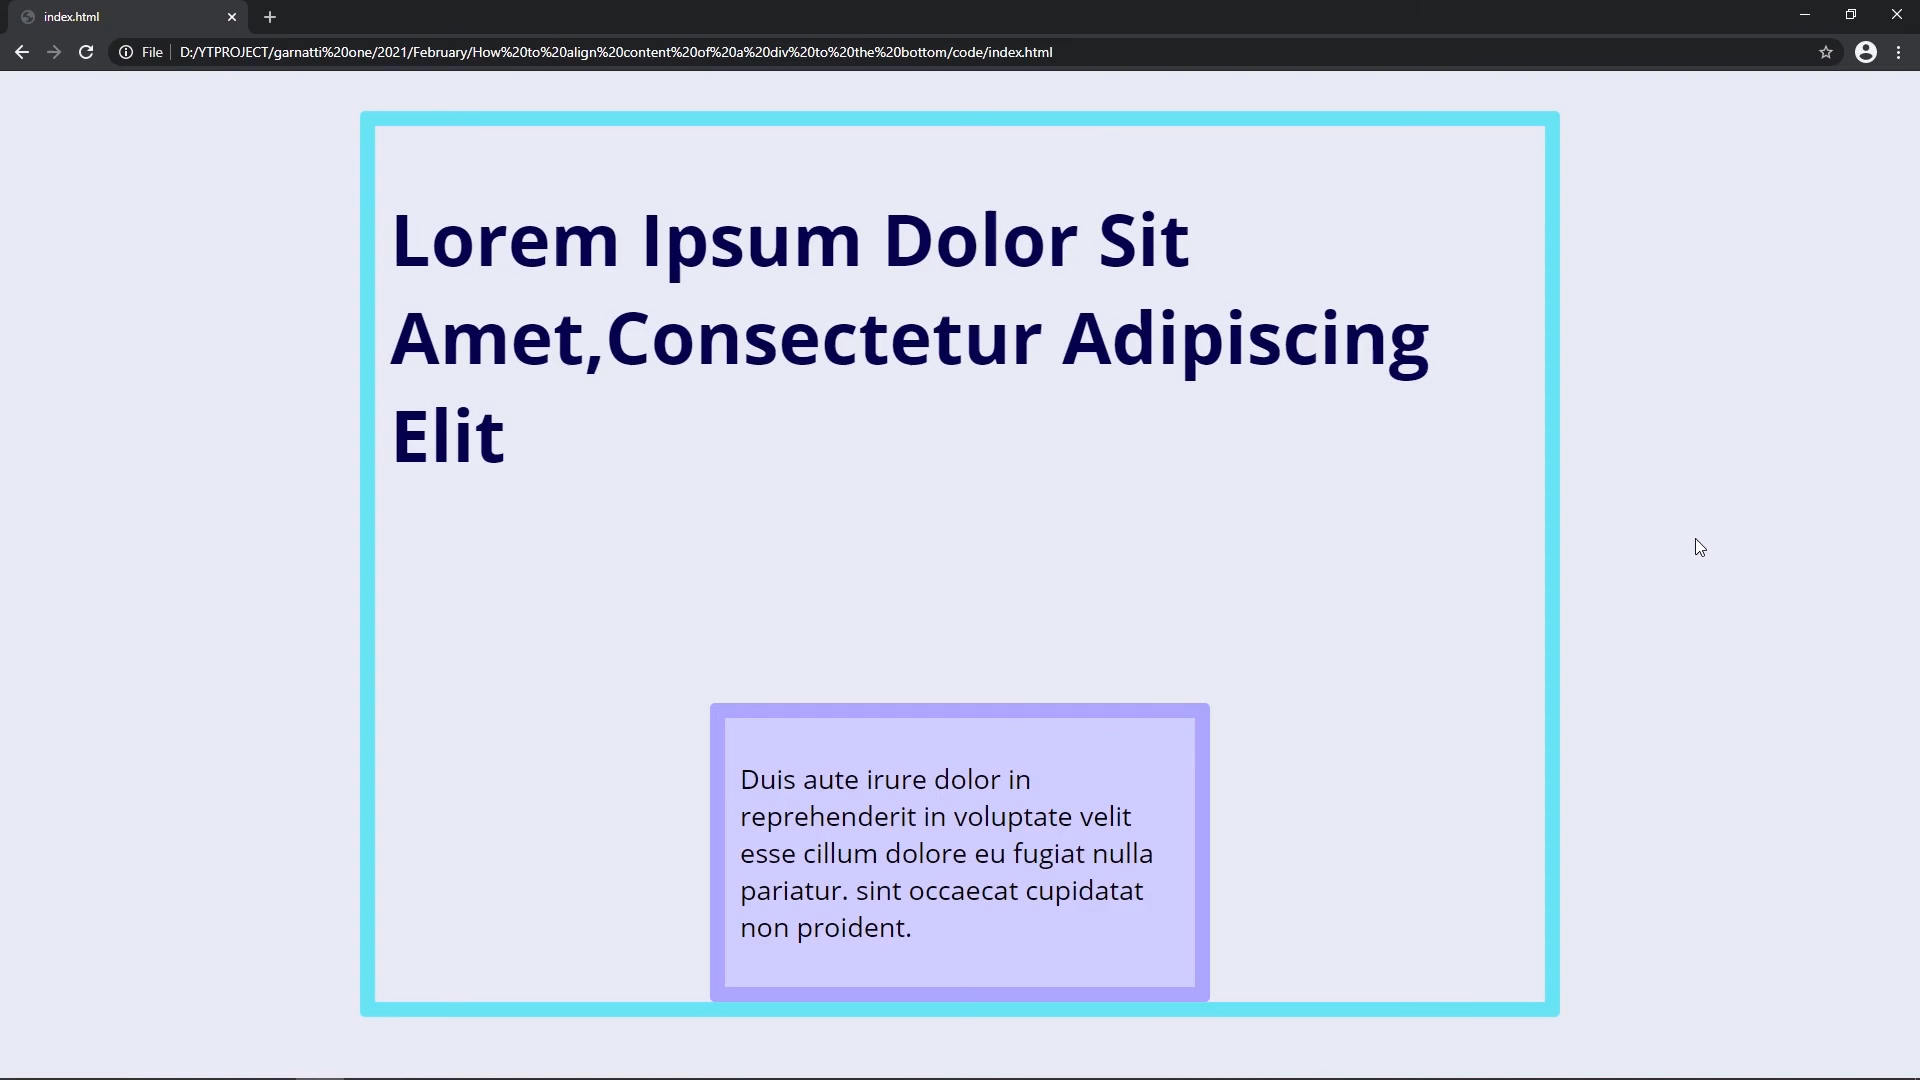 index.html
File D:/YTPROJECT/garnatti%20one/2021/February/How%20to%20align%20content%20of%20a%20div%20to%20the%20bottom/code/index.html
Lorem Ipsum Dolor Sit
Amet,Consectetur Adipiscing
Elit
Duis aute irure dolor in
reprehenderit in voluptate velit
esse cillum dolore eu fugiat nulla
pariatur. sint occaecat cupidatat
non proident.